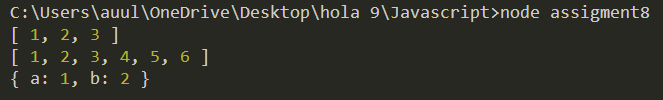 C:\Users\auul\OneDrive\Desktop\hola 9\Javascript>node assigment8
[ 1, 2, 3 ]
[ 1, 2, 3, 4, 5, 6 ]
{ a: 1, b: 2 }